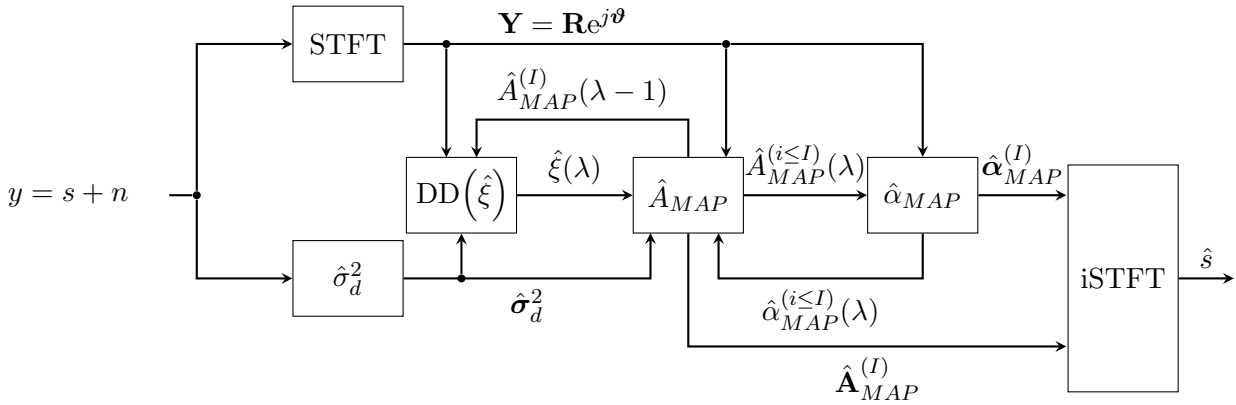 Y = Re^{jϑ}
STFT
Â_{MAP}^{(I)}(λ − 1)
y = s + n
DD(ξ̂)
ξ̂(λ)
Â_{MAP}
Â_{MAP}^{(i≤I)}(λ)
α̂_{MAP}
α̂_{MAP}^{(I)}
σ̂_d^2
σ̂_d^2
α̂_{MAP}^{(i≤I)}(λ)
iSTFT
ŝ
Â_{MAP}^{(I)}